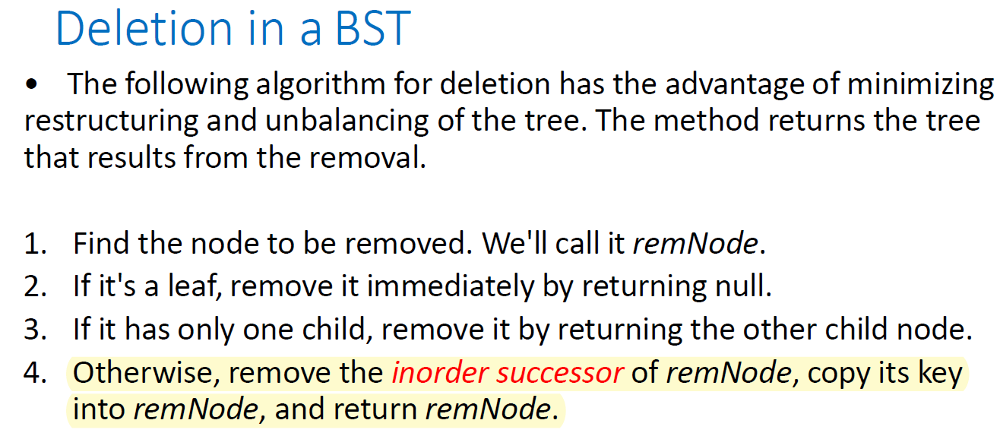 Deletion in a BST
• The following algorithm for deletion has the advantage of minimizing
restructuring and unbalancing of the tree. The method returns the tree
that results from the removal.
1. Find the node to be removed. We'll call it remNode.
2. If it's a leaf, remove it immediately by returning null.
3. If it has only one child, remove it by returning the other child node.
4. Otherwise, remove the inorder successor of remNode, copy its key
into remNode, and return remNode.